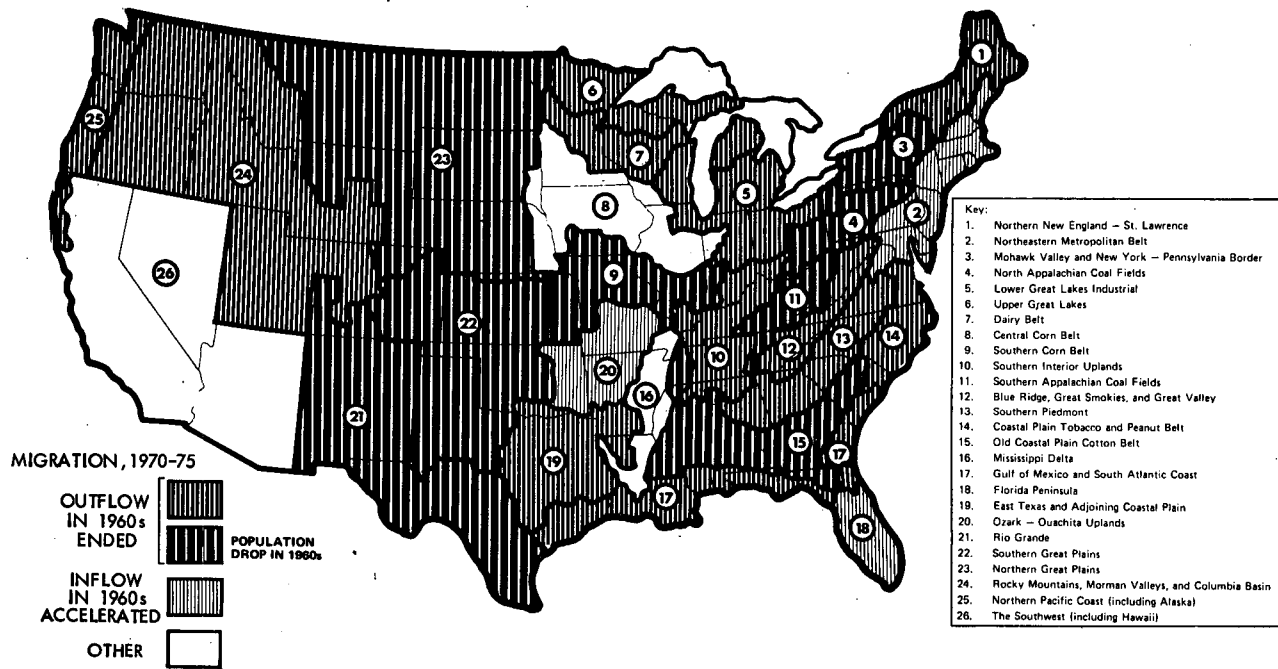 1
6
25
3
23
7
24
5
Key:
1. Northern New England – St. Lawrence
2. Northeastern Metropolitan Belt
3. Mohawk Valley and New York – Pennsylvania Border
4. North Appalachian Coal Fields
5. Lower Great Lakes Industrial
6. Upper Great Lakes
7. Dairy Belt
8. Central Corn Belt
9. Southern Corn Belt
10. Southern Interior Uplands
11. Southern Appalachian Coal Fields
12. Blue Ridge, Great Smokies, and Great Valley
13. Southern Piedmont
14. Coastal Plain Tobacco and Peanut Belt
15. Old Coastal Plain Cotton Belt
16. Mississippi Delta
17. Gulf of Mexico and South Atlantic Coast
18. Florida Peninsula
19. East Texas and Adjoining Coastal Plain
20. Ozark – Ouachita Uplands
21. Rio Grande
22. Southern Great Plains
23. Northern Great Plains
24. Rocky Mountains, Morman Valleys, and Columbia Basin
25. Northern Pacific Coast (including Alaska)
26. The Southwest (including Hawaii)
8
2
4
26
9
11
22
13
14
12
10
20
16
21
15
17
19
17
18
MIGRATION, 1970-75
OUTFLOW
IN 1960s
ENDED
POPULATION
DROP IN 1960s
INFLOW
IN 1960s
ACCELERATED
OTHER